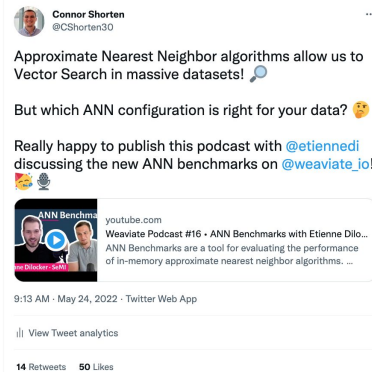 Connor Shorten
@CShorten30
Approximate Nearest Neighbor algorithms allow us to
Vector Search in massive datasets! 🔎
But which ANN configuration is right for your data? 🤔
Really happy to publish this podcast with @etiennedi
discussing the new ANN benchmarks on @weaviate_io!
🥳🎙️
ANN Benchma
ne Dilocker - SeMI
youtube.com
Weaviate Podcast #16 • ANN Benchmarks with Etienne Dilo...
ANN Benchmarks are a tool for evaluating the performance
of in-memory approximate nearest neighbor algorithms. ...
9:13 AM · May 24, 2022 · Twitter Web App
View Tweet analytics
14 Retweets 50 Likes